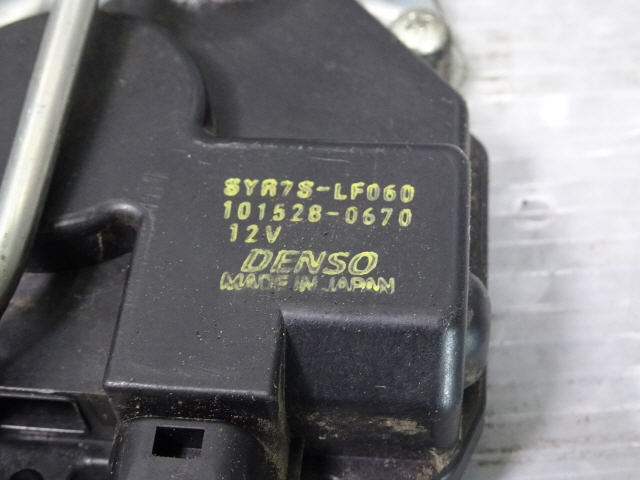 SYR7S-LF060
101528-0670
12V
DENSO
MADE IN JAPAN